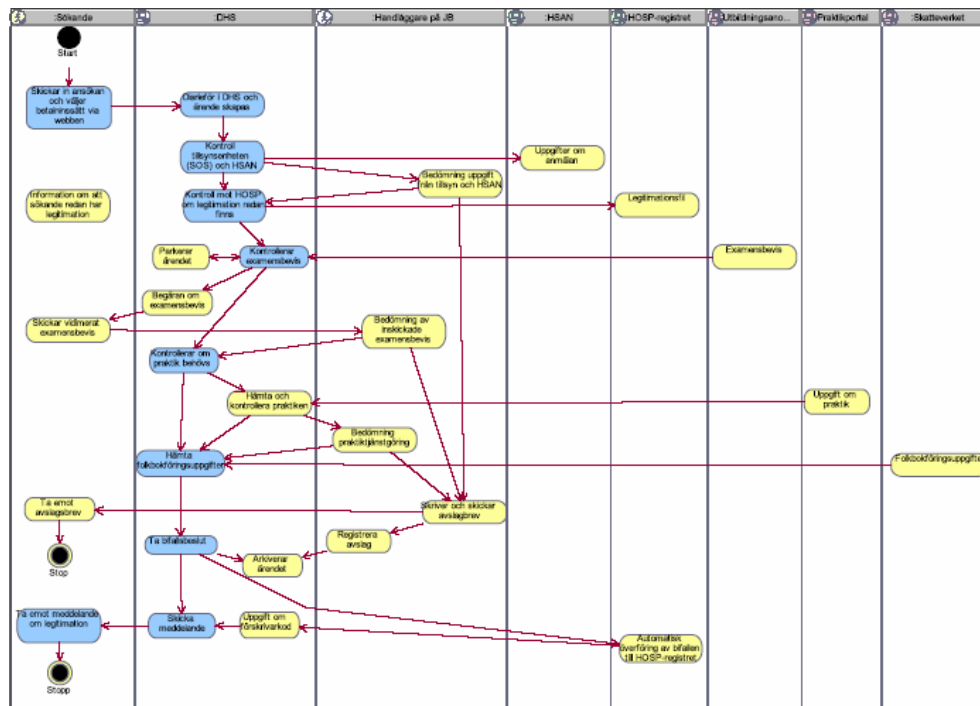 :Sökande
:DHS
:Handläggare på JB
:HSAN
:HOSP-registret
:Utbildningsano...
:Praktikportal
:Skatteverket
Start
Skickar in ansökan
och väljer
betalningssätt via
webben
i DHS och
ärende skapas
Kontroll
tillsynsenheten
(SOS) och HSAN
Uppgifter om
anmälan
Bedömning uppgift
från tillsyn och HSAN
Information om att
sökande redan har
legitimation
Kontroll mot HOSP
om legitimation redan
finns
Legitimationsfil
Parkerar
ärendet
Kontrollerar
examensbevis
Examensbevis
Begäran om
examensbevis
Skickar vidimerat
examensbevis
Bedömning av
inskickade
examensbevis
Kontrollerar om
praktik behövs
Hämta och
kontrollera praktiken
Uppgift om
praktik
Bedömning
praktiktjänstgöring
Hämta
folkbokföringsuppgifter
Folkbokföringsuppgifter
Ta emot
avslagsbrev
Skriver och skickar
avslagbrev
Registrera
avslag
Ta bifallsbeslut
Arkiverar
ärendet
Stop
Ta emot meddelande
om legitimation
Skicka
meddelande
Uppgift om
förskrivarkod
Automatisk
överföring av bifallen
till HOSP-registret
Stopp